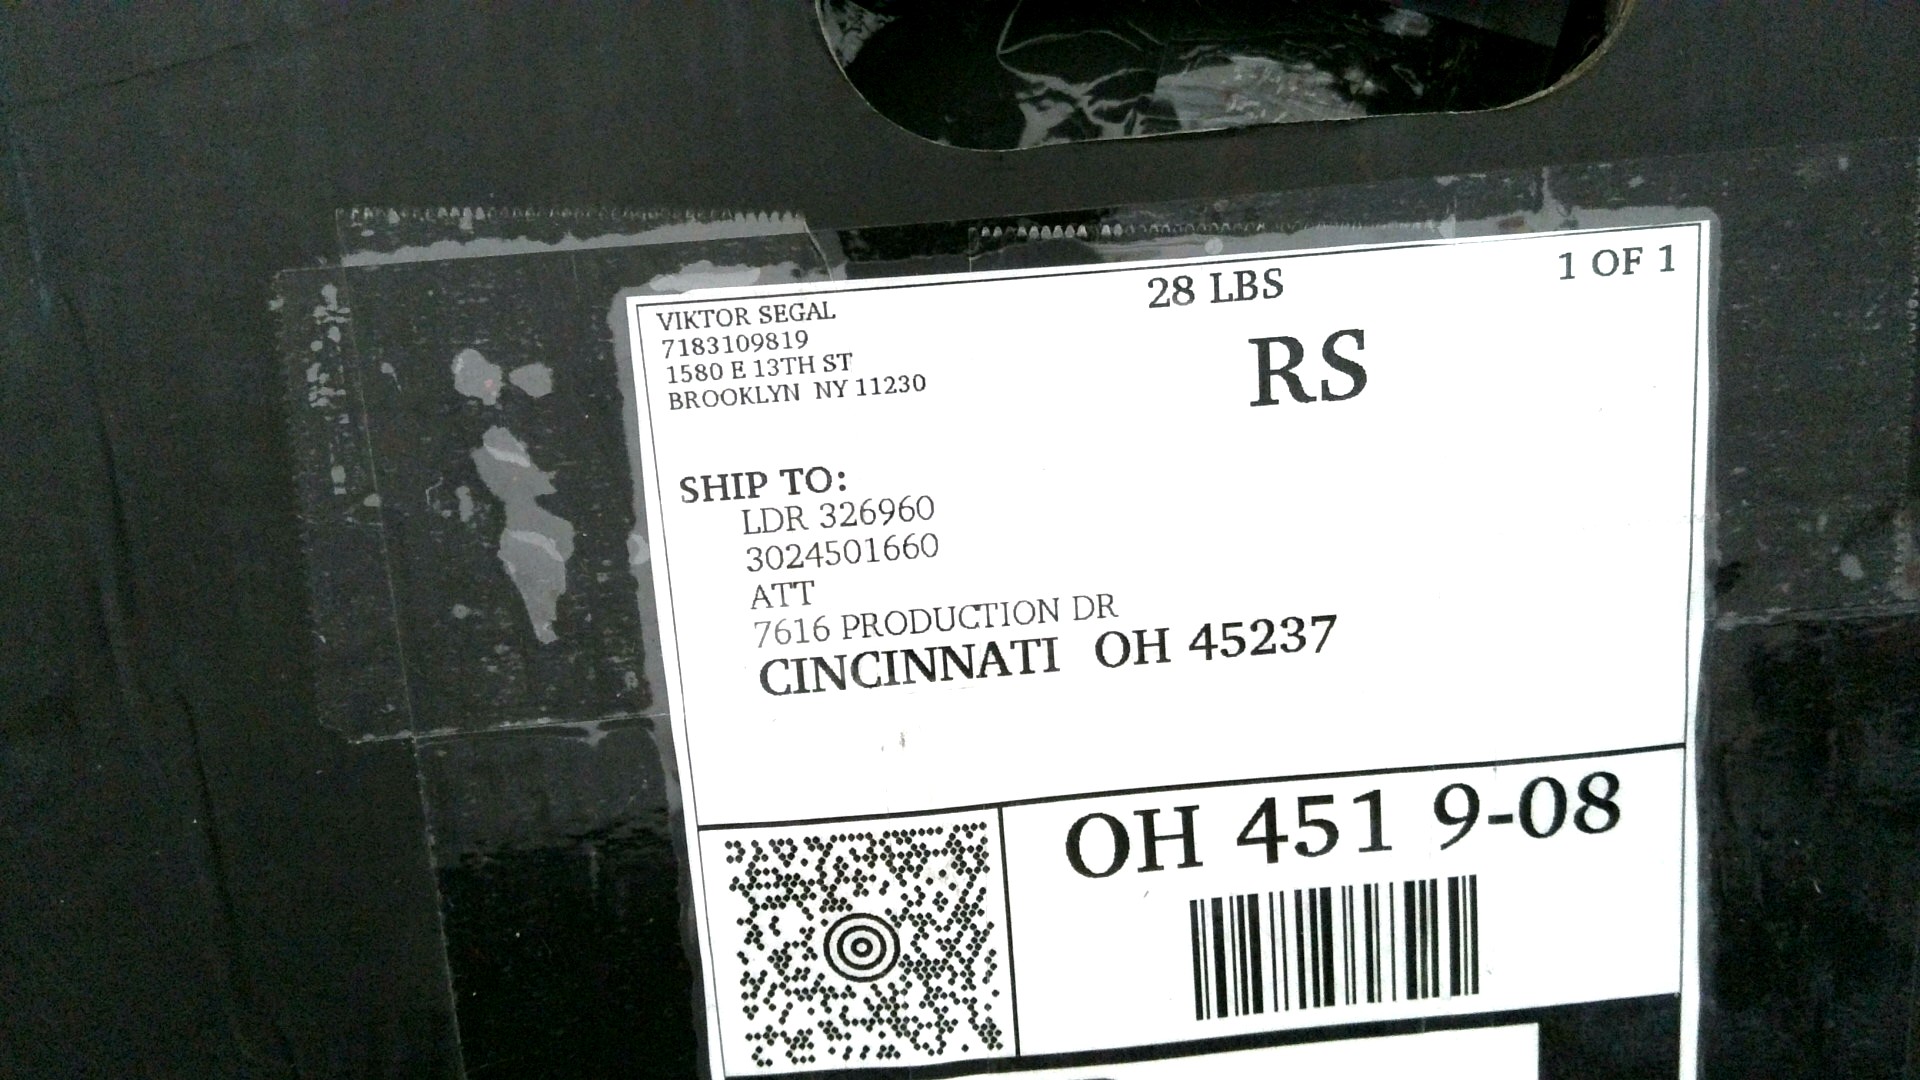 VIKTOR SEGAL
7183109819
1580 E 13TH ST
BROOKLYN NY 11230
28 LBS
1 OF 1
RS
SHIP TO:
LDR 326960
3024501660
ATT
7616 PRODUCTION DR
CINCINNATI OH 45237
OH 451 9-08